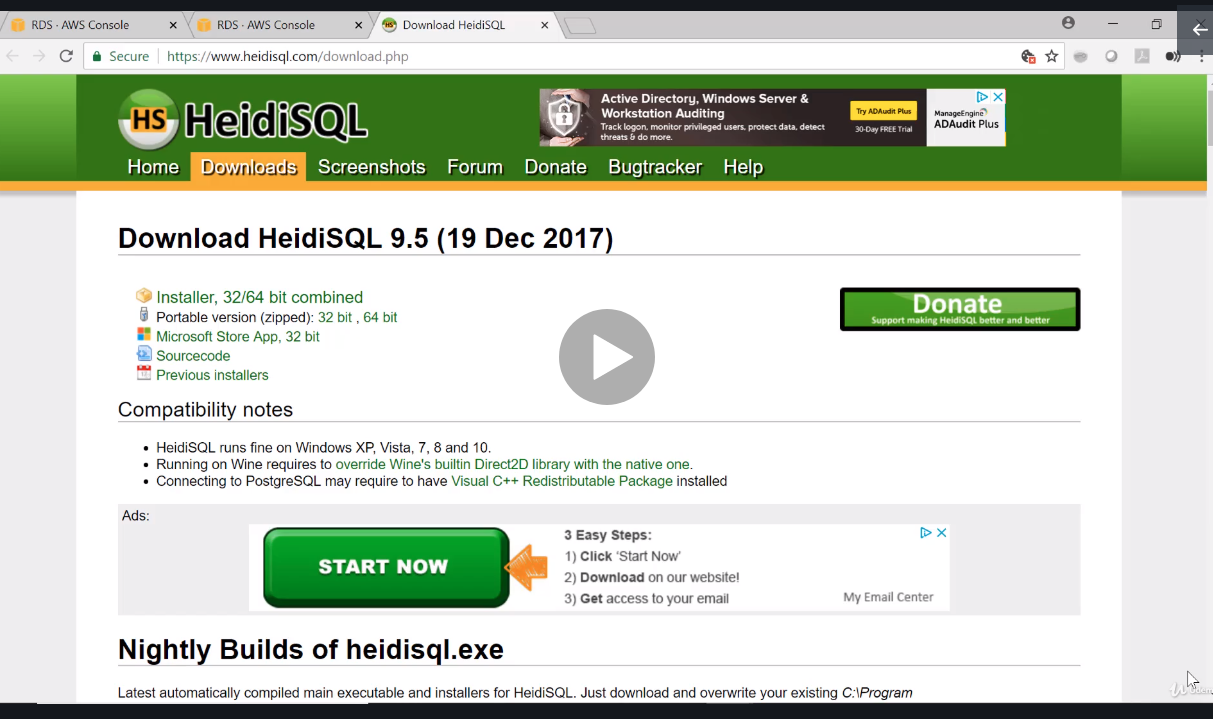 RDS - AWS Console
RDS - AWS Console
Download HeidiSQL
Secure
https://www.heidisql.com/download.php
HS HeidiSQL
Active Directory, Windows Server &
Workstation Auditing
Track logon, monitor privileged users, protect data, detect
threats & do more.
Try ADAudit Plus
30-Day FREE Trial
ManageEngine
ADAudit Plus
Home Downloads Screenshots Forum Donate Bugtracker Help
Download HeidiSQL 9.5 (19 Dec 2017)
Installer, 32/64 bit combined
Portable version (zipped): 32 bit , 64 bit
Microsoft Store App, 32 bit
Sourcecode
Previous installers
Donate
Support making HeidiSQL better and better
Compatibility notes
• HeidiSQL runs fine on Windows XP, Vista, 7, 8 and 10.
• Running on Wine requires to override Wine's builtin Direct2D library with the native one.
• Connecting to PostgreSQL may require to have Visual C++ Redistributable Package installed
Ads:
START NOW
3 Easy Steps:
1) Click 'Start Now'
2) Download on our website!
3) Get access to your email
My Email Center
Nightly Builds of heidisql.exe
Latest automatically compiled main executable and installers for HeidiSQL. Just download and overwrite your existing C:\Program